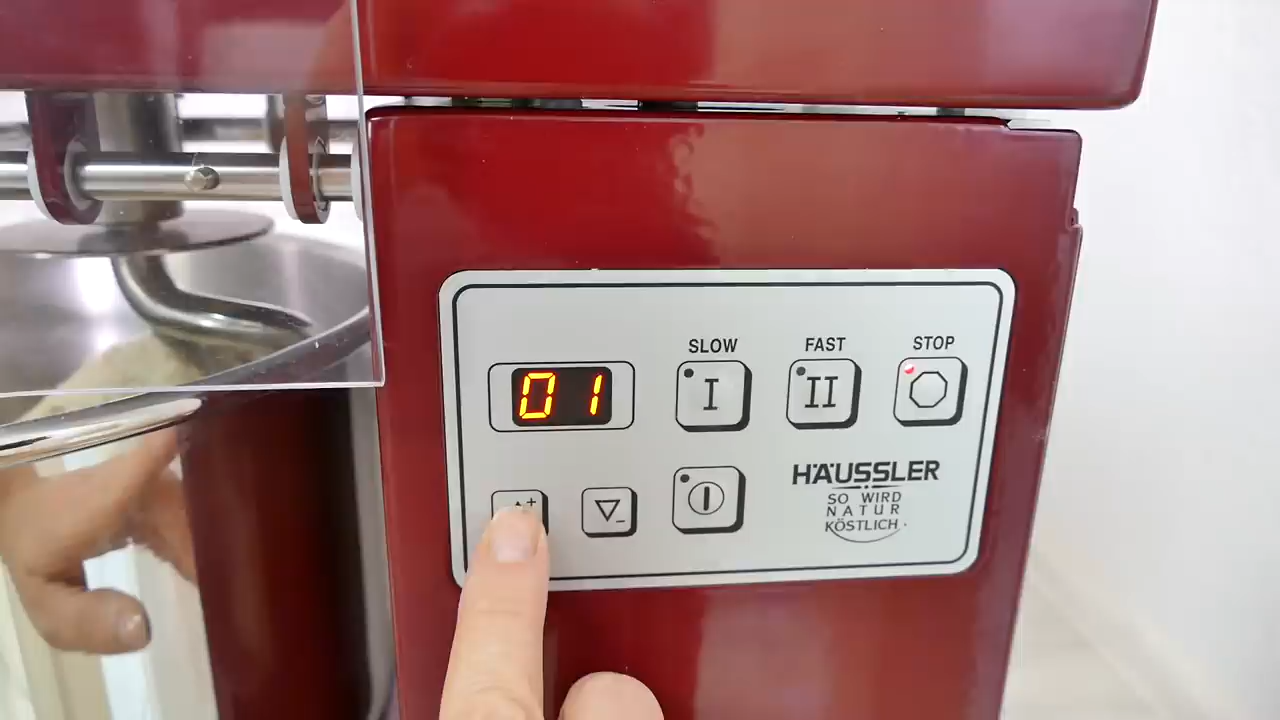 SLOW FAST STOP
01 I II
+ -
HÄUSSLER
SO WIRD
NATUR
KÖSTLICH